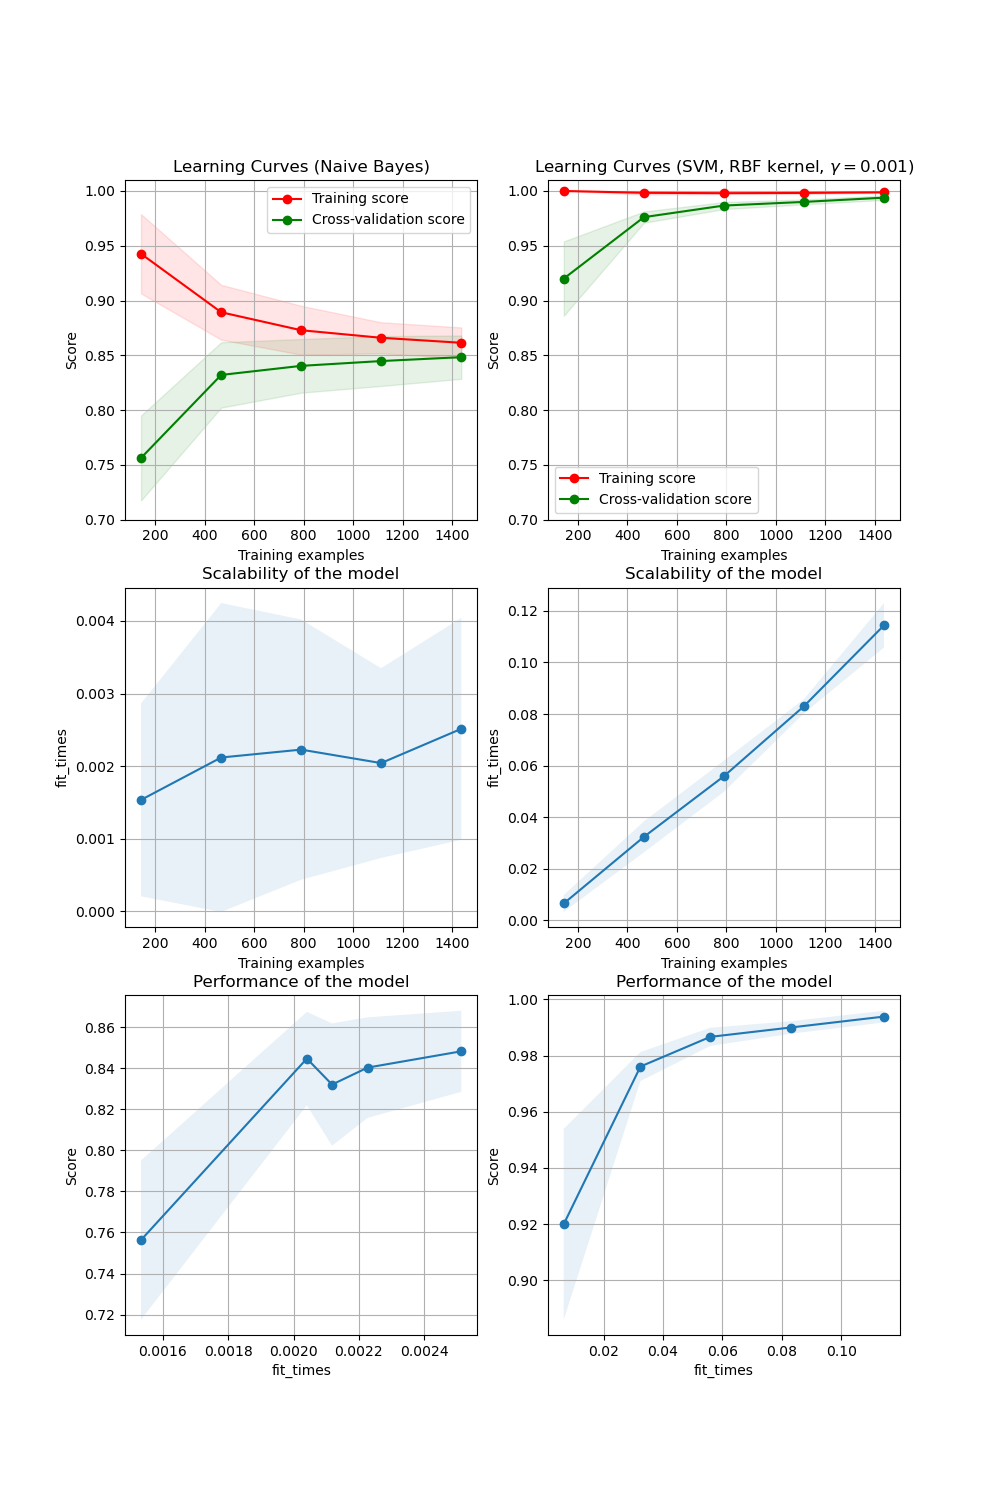 Learning Curves (Naive Bayes)
1.00
0.95
0.90
0.85
0.80
0.75
0.70
Score
Training score
Cross-validation score
200 400 600 800 1000 1200 1400
Training examples
Learning Curves (SVM, RBF kernel, γ = 0.001)
1.00
0.95
0.90
0.85
0.80
0.75
0.70
Score
Training score
Cross-validation score
200 400 600 800 1000 1200 1400
Training examples
Scalability of the model
0.004
0.003
0.002
0.001
0.000
fit_times
200 400 600 800 1000 1200 1400
Training examples
Scalability of the model
0.12
0.10
0.08
0.06
0.04
0.02
0.00
fit_times
200 400 600 800 1000 1200 1400
Training examples
Performance of the model
0.86
0.84
0.82
0.80
0.78
0.76
0.74
0.72
Score
0.0016 0.0018 0.0020 0.0022 0.0024
fit_times
Performance of the model
1.00
0.98
0.96
0.94
0.92
0.90
Score
0.02 0.04 0.06 0.08 0.10
fit_times